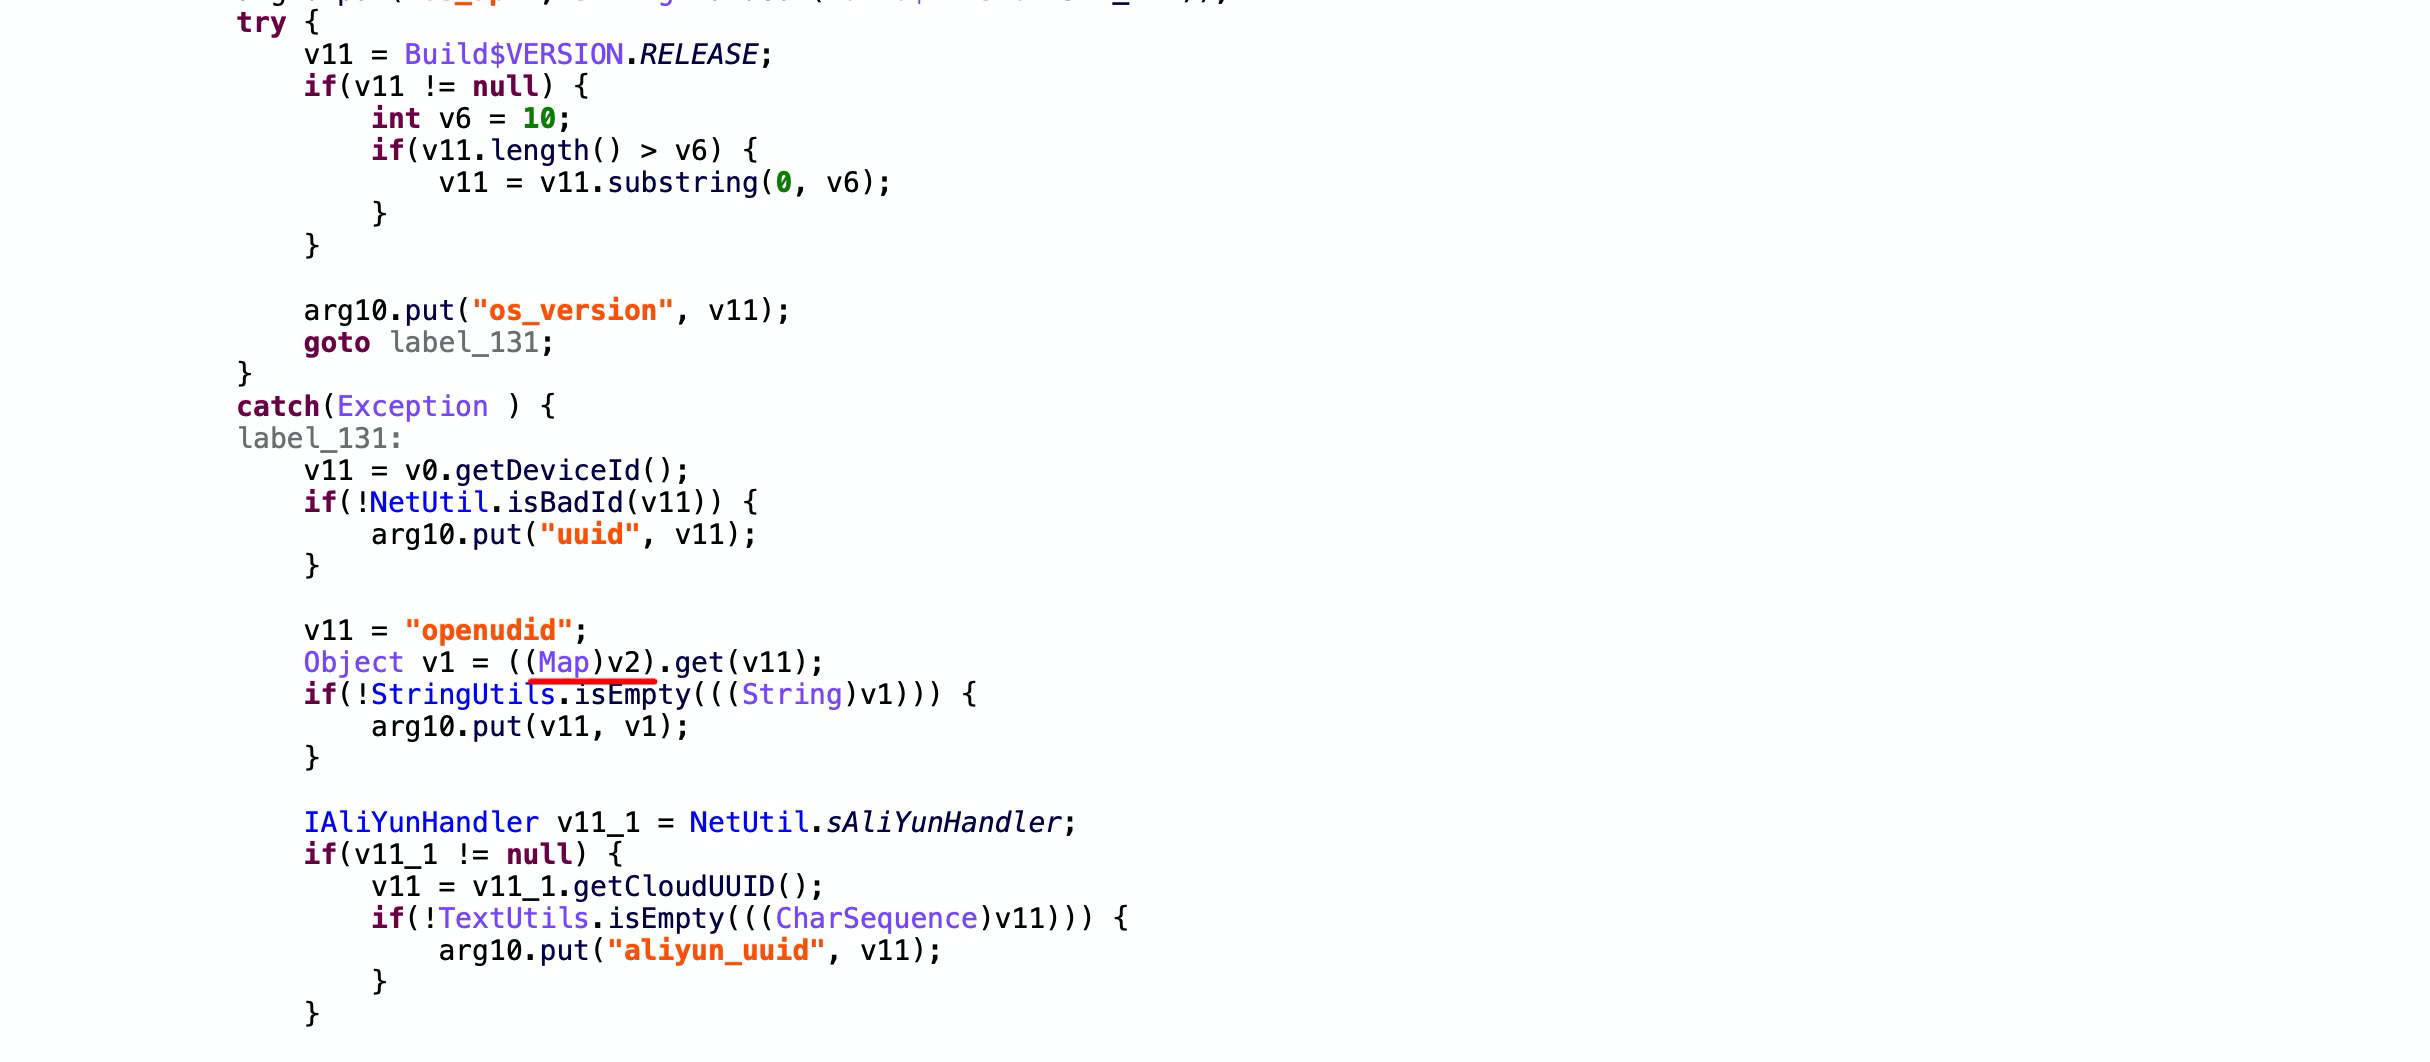 try {
v11 = Build$VERSION.RELEASE;
if(v11 != null) {
int v6 = 10;
if(v11.length() > v6) {
v11 = v11.substring(0, v6);
}
}
arg10.put("os_version", v11);
goto label_131;
}
catch(Exception ) {
label_131:
v11 = v0.getDeviceId();
if(!NetUtil.isBadId(v11)) {
arg10.put("uuid", v11);
}
v11 = "openudid";
Object v1 = ((Map)v2).get(v11);
if(!StringUtils.isEmpty(((String)v1))) {
arg10.put(v11, v1);
}
IAliYunHandler v11_1 = NetUtil.sAliYunHandler;
if(v11_1 != null) {
v11 = v11_1.getCloudUUID();
if(!TextUtils.isEmpty(((CharSequence)v11))) {
arg10.put("aliyun_uuid", v11);
}
}